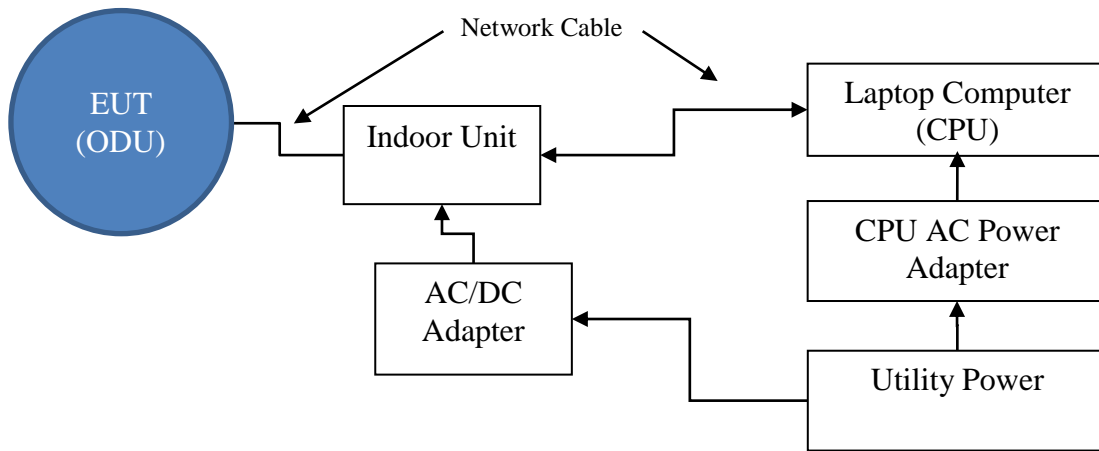 Network Cable
EUT
(ODU)
Indoor Unit
Laptop Computer
(CPU)
CPU AC Power
Adapter
AC/DC
Adapter
Utility Power